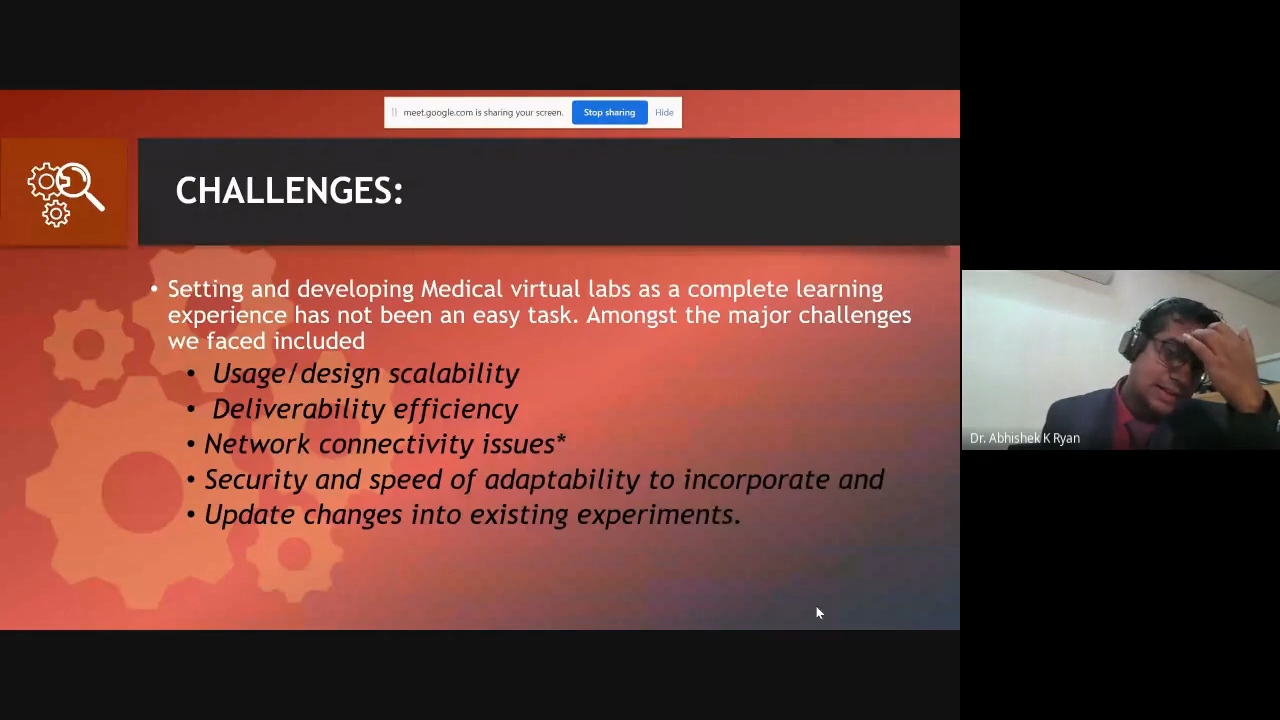 meet.google.com is sharing your screen. Stop sharing Hide
CHALLENGES:
• Setting and developing Medical virtual labs as a complete learning
experience has not been an easy task. Amongst the major challenges
we faced included
• Usage/design scalability
• Deliverability efficiency
• Network connectivity issues*
• Security and speed of adaptability to incorporate and
• Update changes into existing experiments.
Dr. Abhishek K Ryan